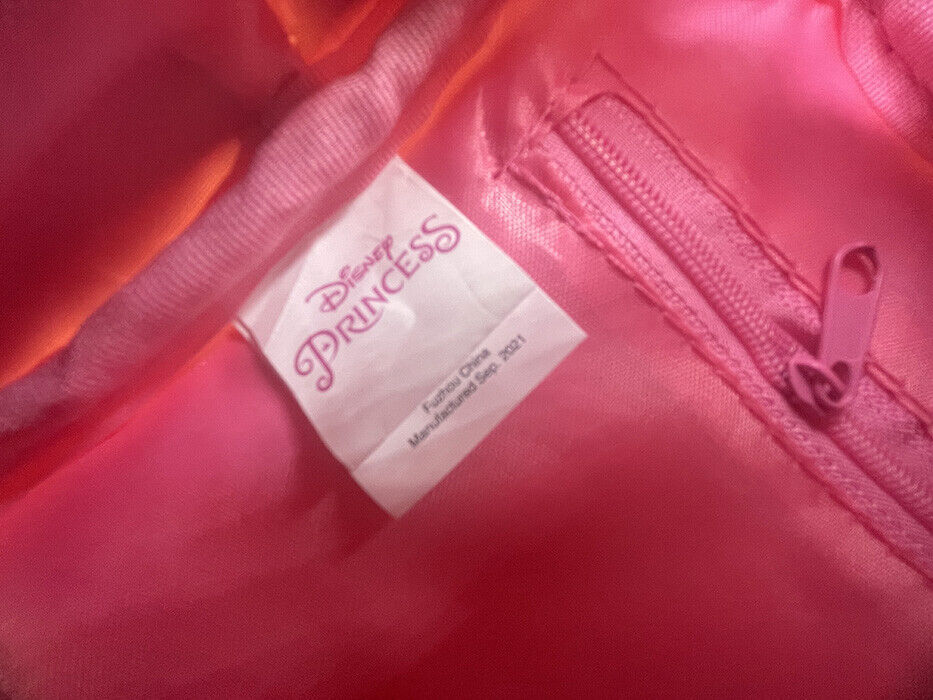 Disney
PRINCESS
Fuzhou China
Manufactured Sep. 2021